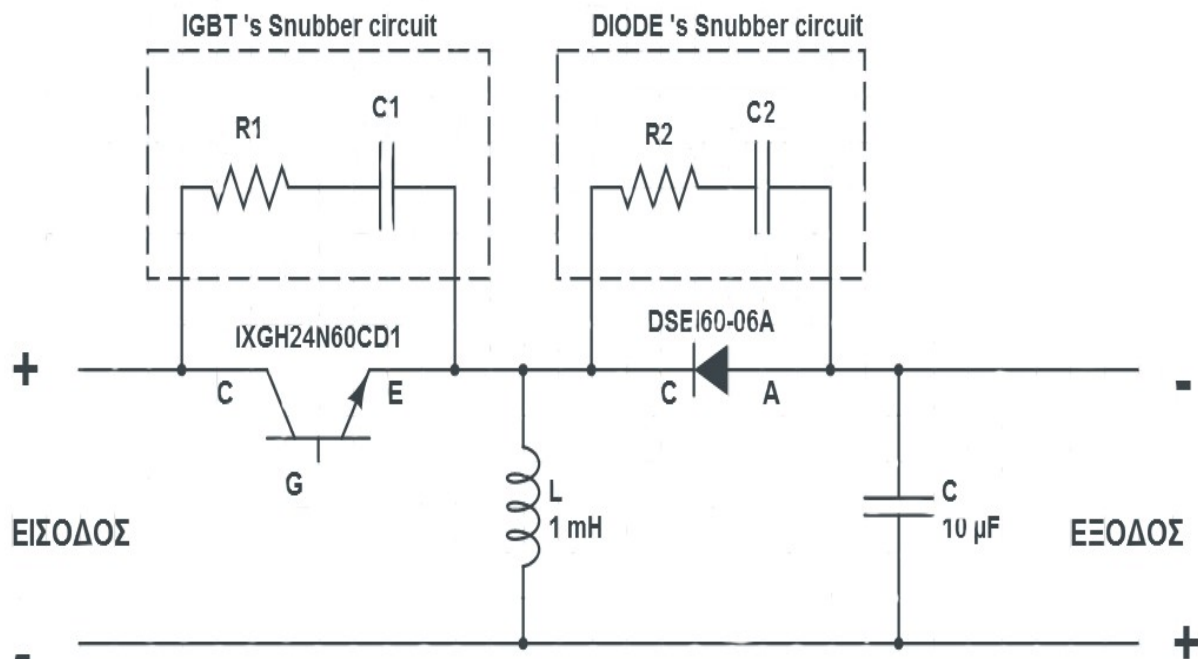 IGBT 's Snubber circuit
DIODE 's Snubber circuit
R1
C1
R2
C2
IXGH24N60CD1
DSEI60-06A
+
C
E
C
A
-
G
L
1 mH
C
10 μF
ΕΙΣΟΔΟΣ
ΕΞΟΔΟΣ
-
+